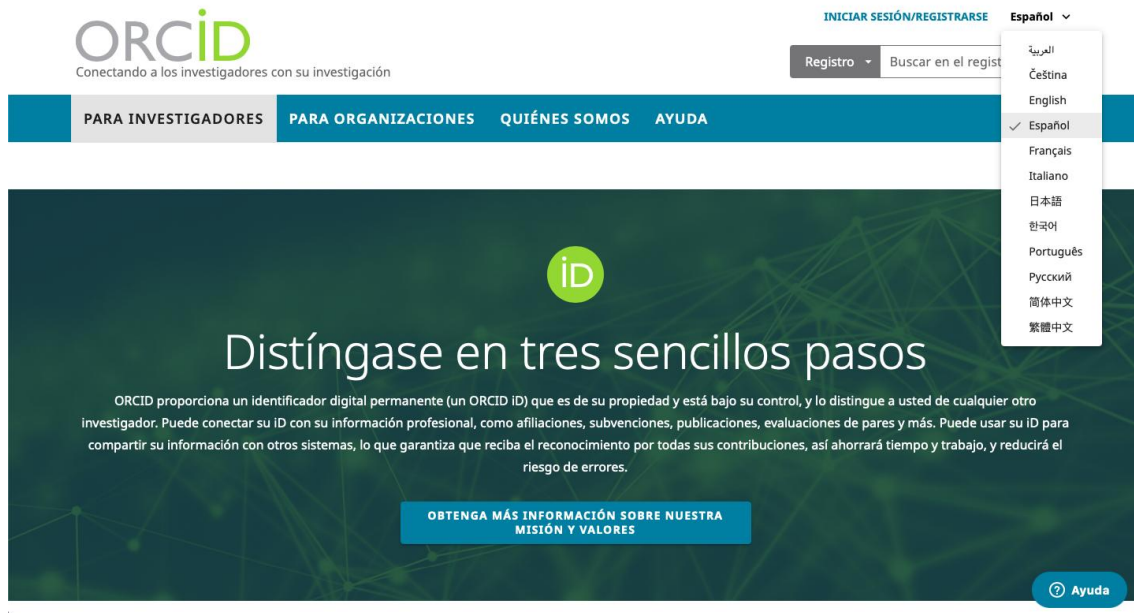 ORCID
Conectando a los investigadores con su investigación
INICIAR SESIÓN/REGISTRARSE
Español
Registro
Buscar en el regist
العربية
Čeština
English
Español
Français
Italiano
日本語
한국어
Português
Русский
简体中文
繁體中文
PARA INVESTIGADORES PARA ORGANIZACIONES QUIÉNES SOMOS AYUDA
iD
Distíngase en tres sencillos pasos
ORCID proporciona un identificador digital permanente (un ORCID iD) que es de su propiedad y está bajo su control, y lo distingue a usted de cualquier otro
investigador. Puede conectar su iD con su información profesional, como afiliaciones, subvenciones, publicaciones, evaluaciones de pares y más. Puede usar su iD para
compartir su información con otros sistemas, lo que garantiza que reciba el reconocimiento por todas sus contribuciones, así ahorrará tiempo y trabajo, y reducirá el
riesgo de errores.
OBTENGA MÁS INFORMACIÓN SOBRE NUESTRA
MISIÓN Y VALORES
Ayuda